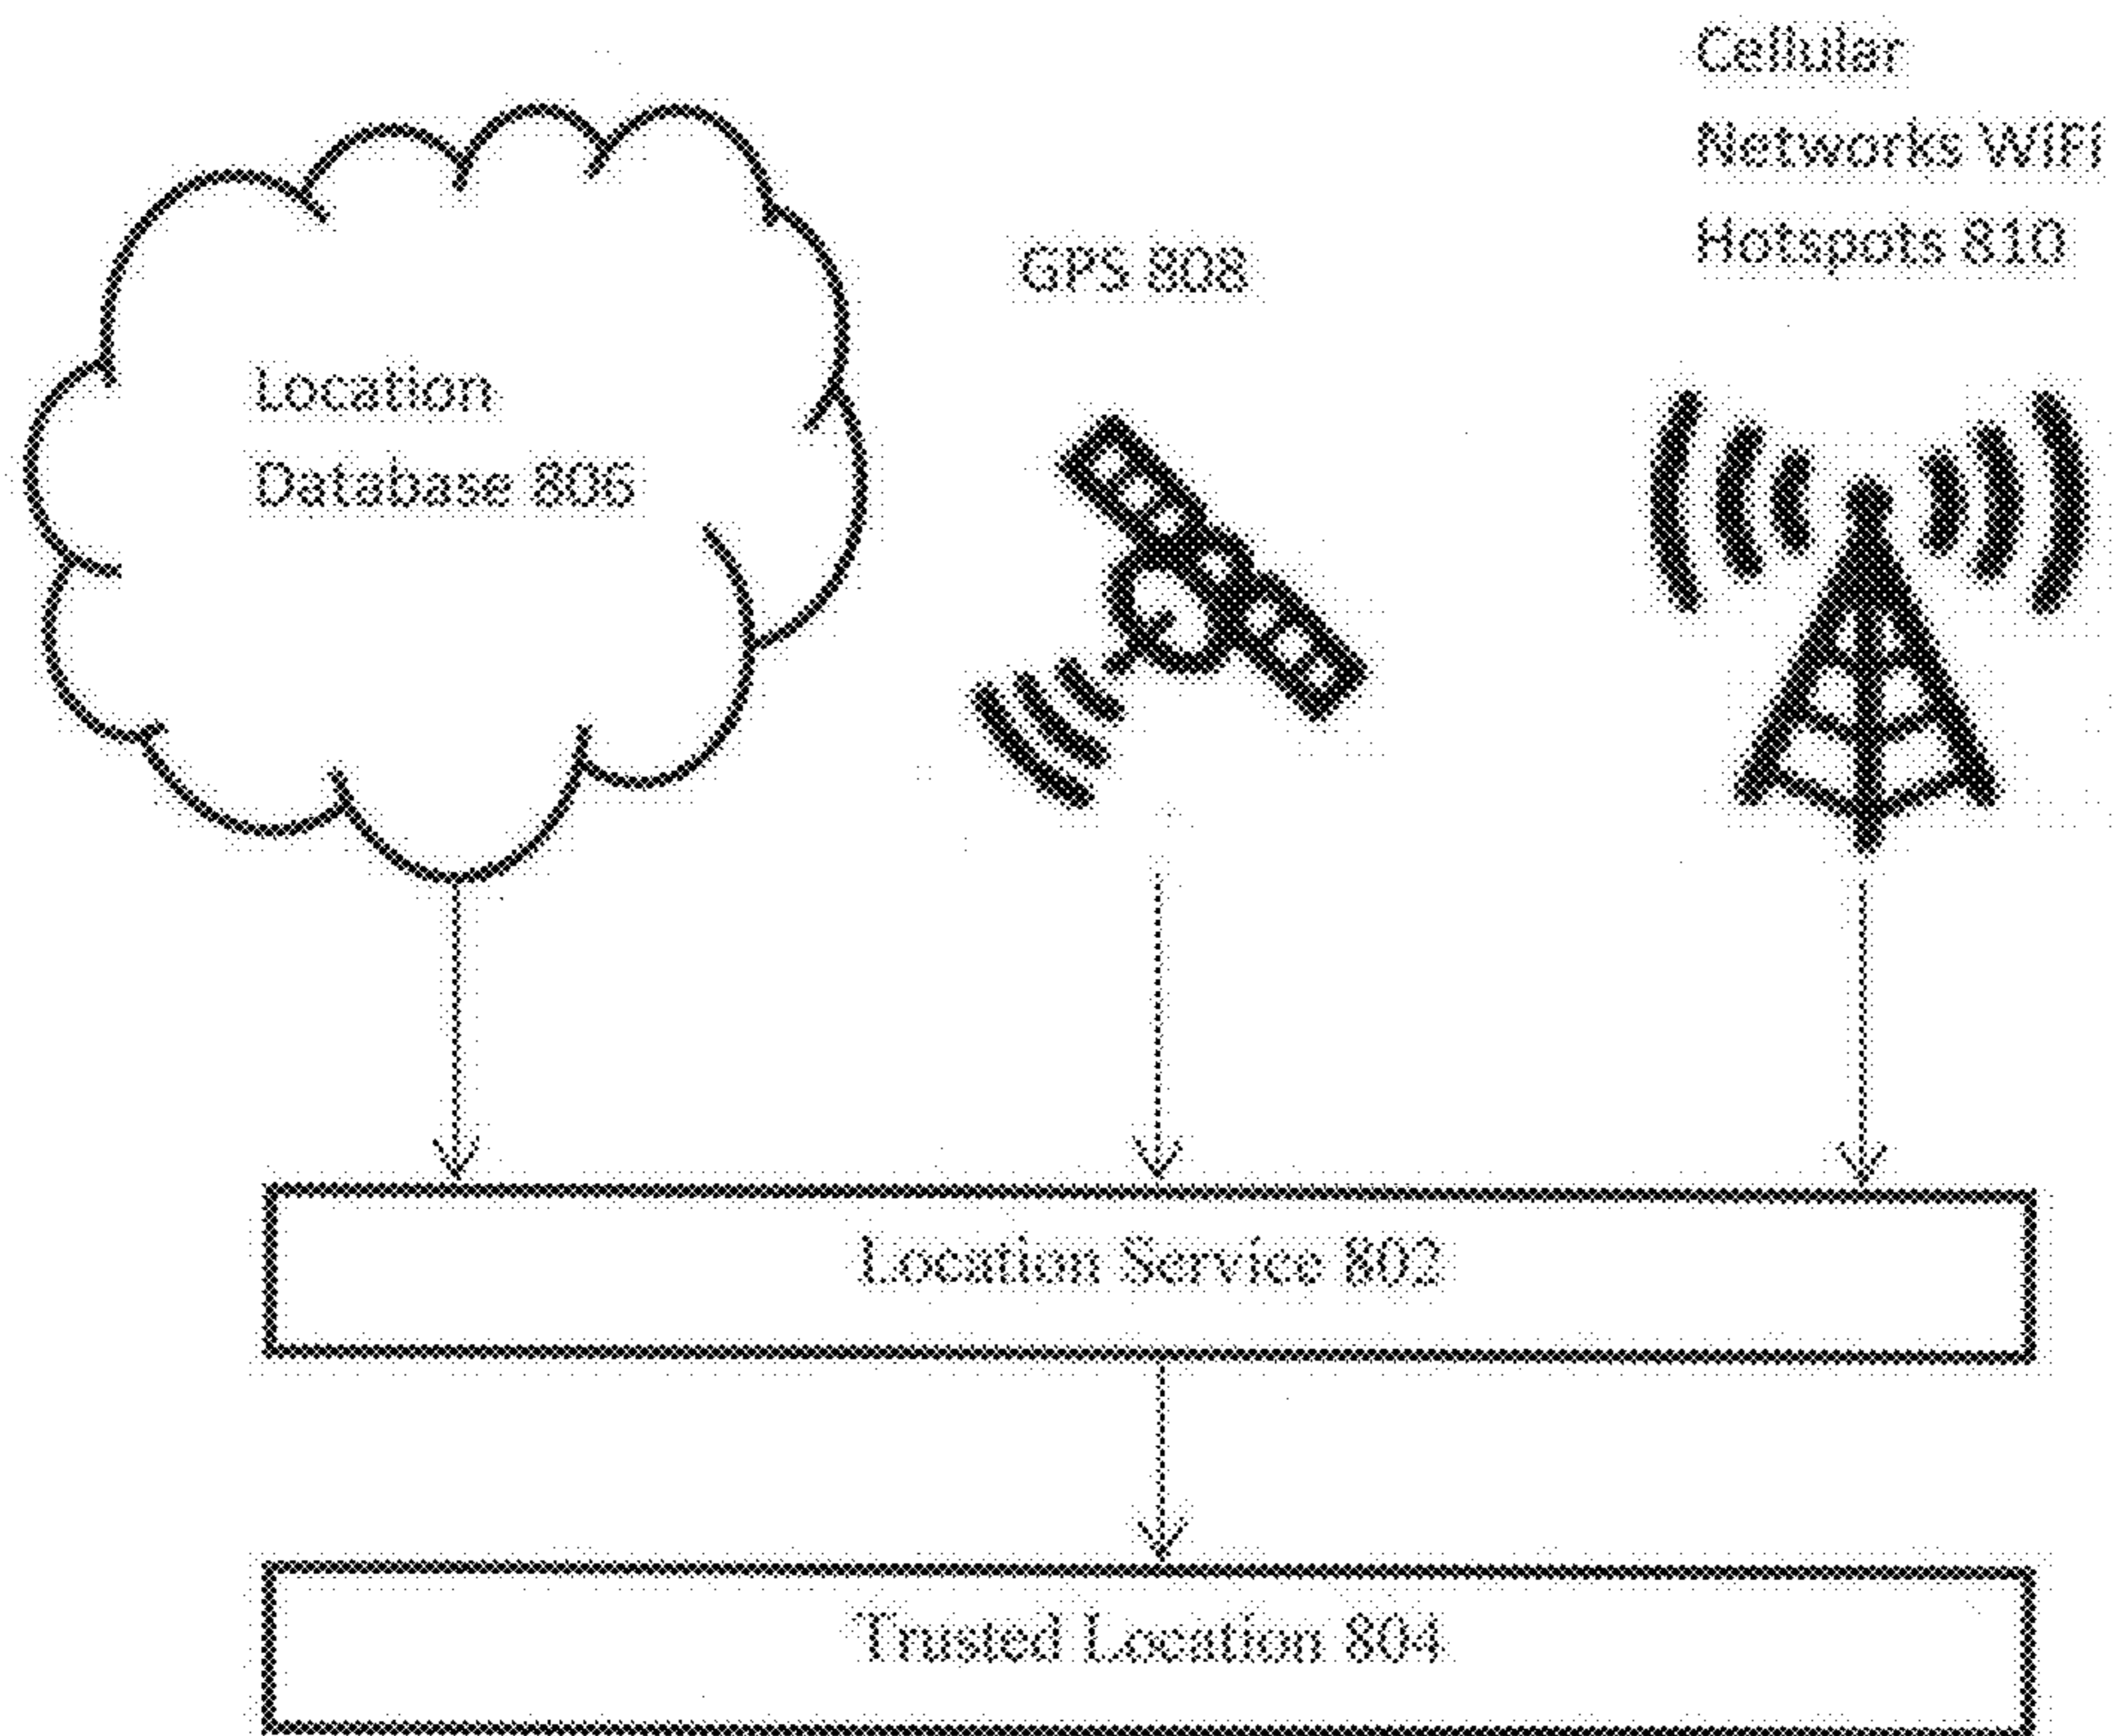 Location
Database 806
GPS 808
Cellular
Networks WiFi
Hotspots 810
Location Service 802
Trusted Location 804